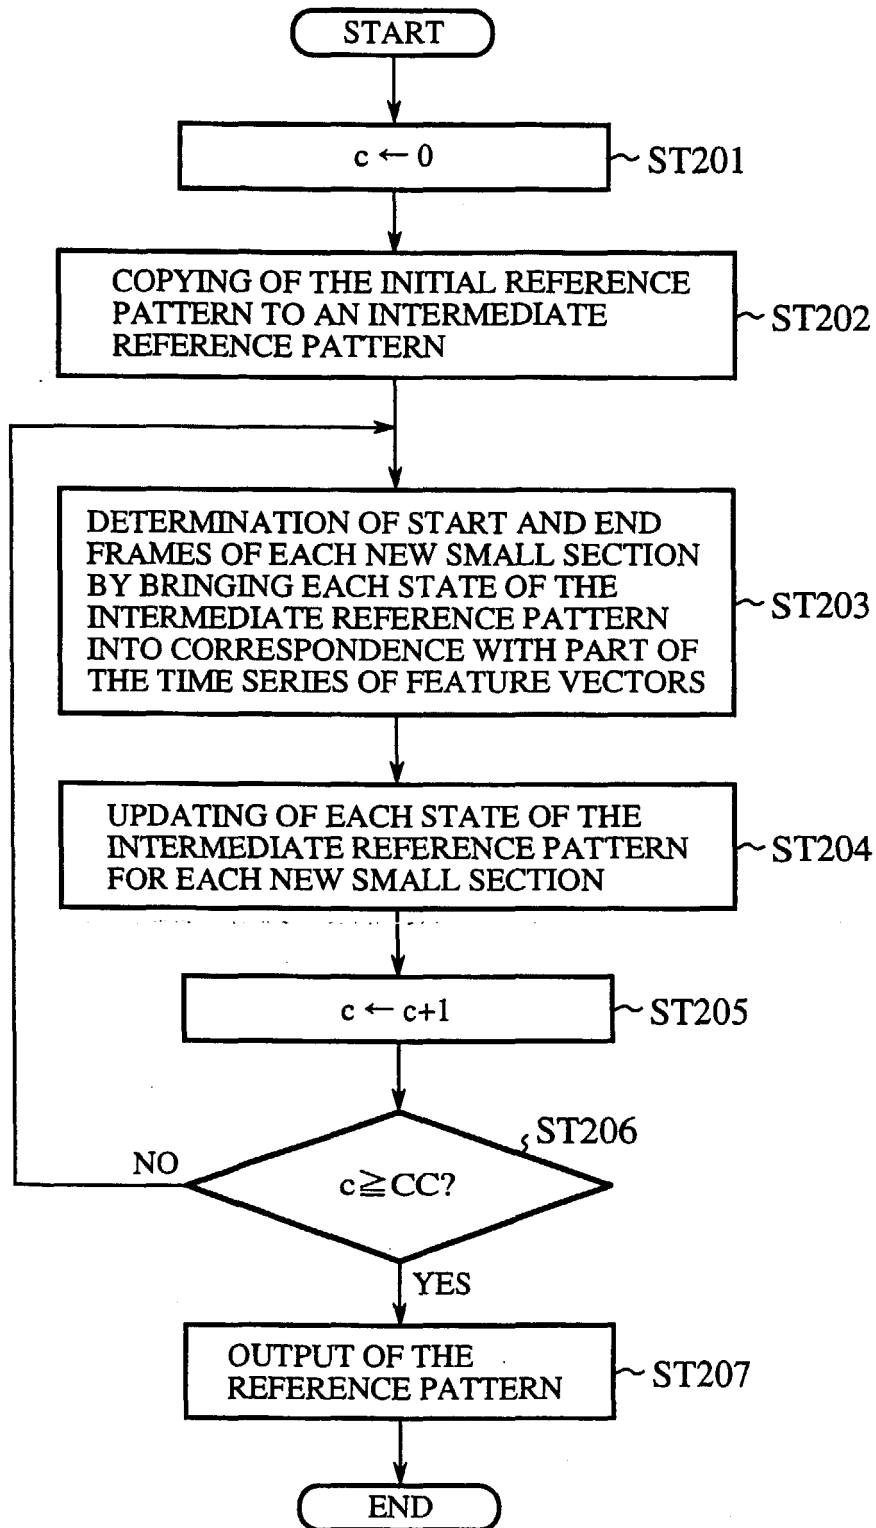 START
c ← 0
ST201
COPYING OF THE INITIAL REFERENCE
PATTERN TO AN INTERMEDIATE
REFERENCE PATTERN
ST202
DETERMINATION OF START AND END
FRAMES OF EACH NEW SMALL SECTION
BY BRINGING EACH STATE OF THE
INTERMEDIATE REFERENCE PATTERN
INTO CORRESPONDENCE WITH PART OF
THE TIME SERIES OF FEATURE VECTORS
ST203
UPDATING OF EACH STATE OF THE
INTERMEDIATE REFERENCE PATTERN
FOR EACH NEW SMALL SECTION
ST204
c ← c+1
ST205
ST206
NO
c≧CC?
YES
OUTPUT OF THE
REFERENCE PATTERN
ST207
END